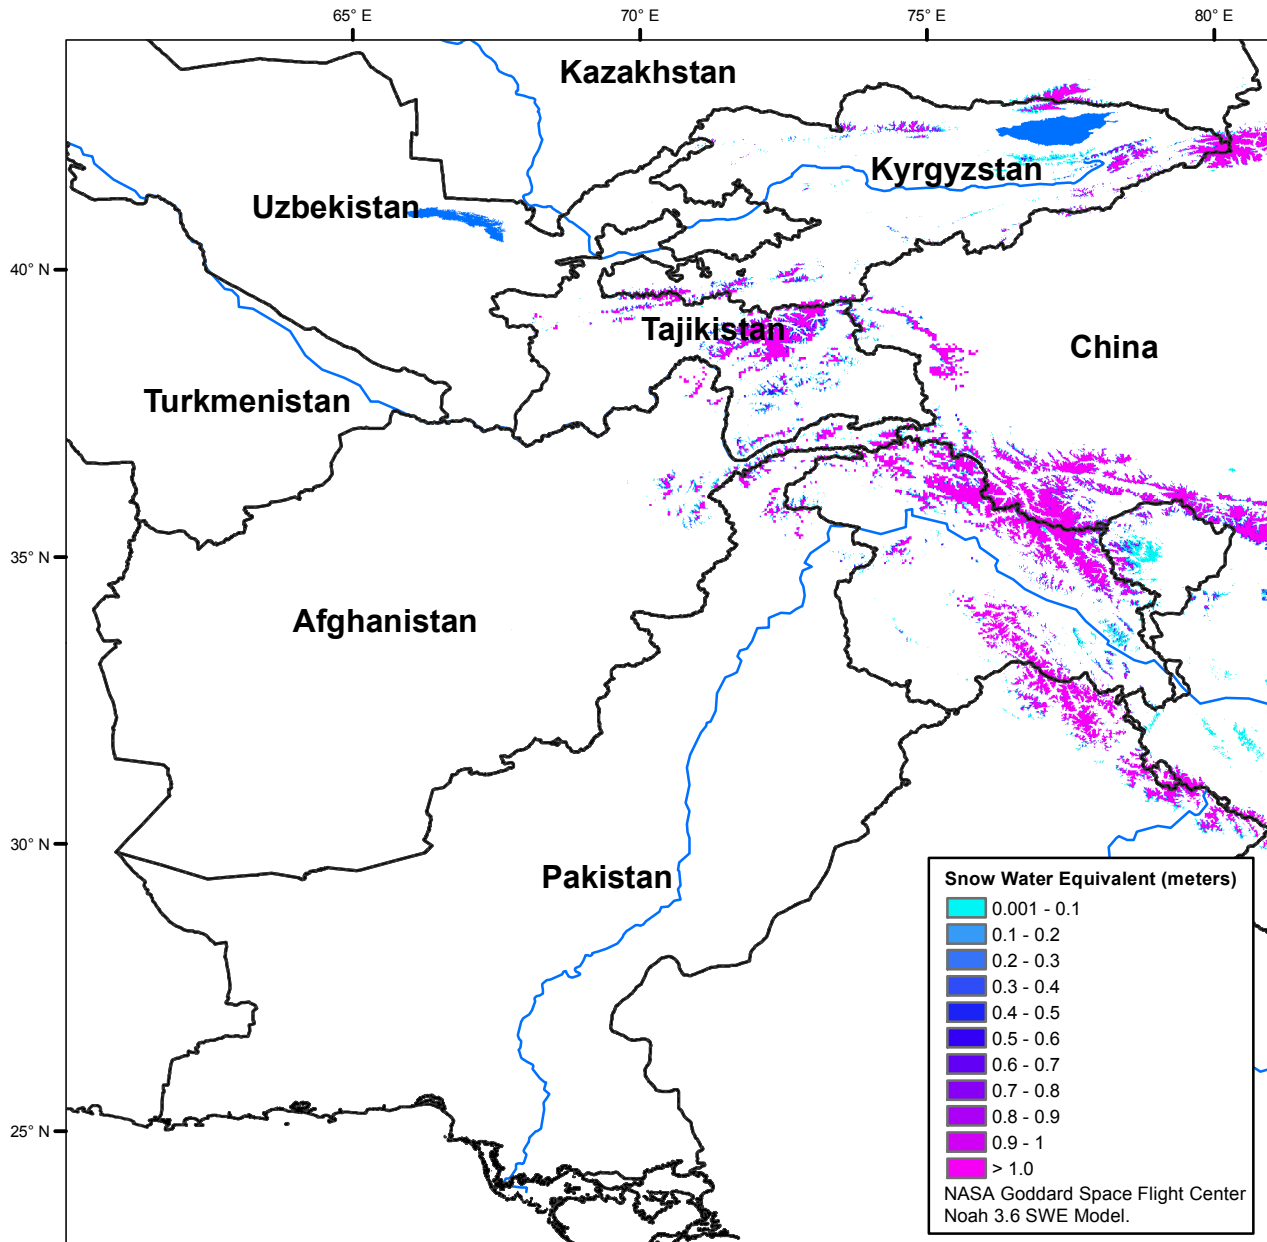 65° E
70° E
75° E
80° E
Kazakhstan
Kyrgyzstan
Uzbekistan
40° N
Tajikistan
China
Turkmenistan
35° N
Afghanistan
30° N
Pakistan
25° N
Snow Water Equivalent (meters)
0.001 - 0.1
0.1 - 0.2
0.2 - 0.3
0.3 - 0.4
0.4 - 0.5
0.5 - 0.6
0.6 - 0.7
0.7 - 0.8
0.8 - 0.9
0.9 - 1
> 1.0
NASA Goddard Space Flight Center
Noah 3.6 SWE Model.